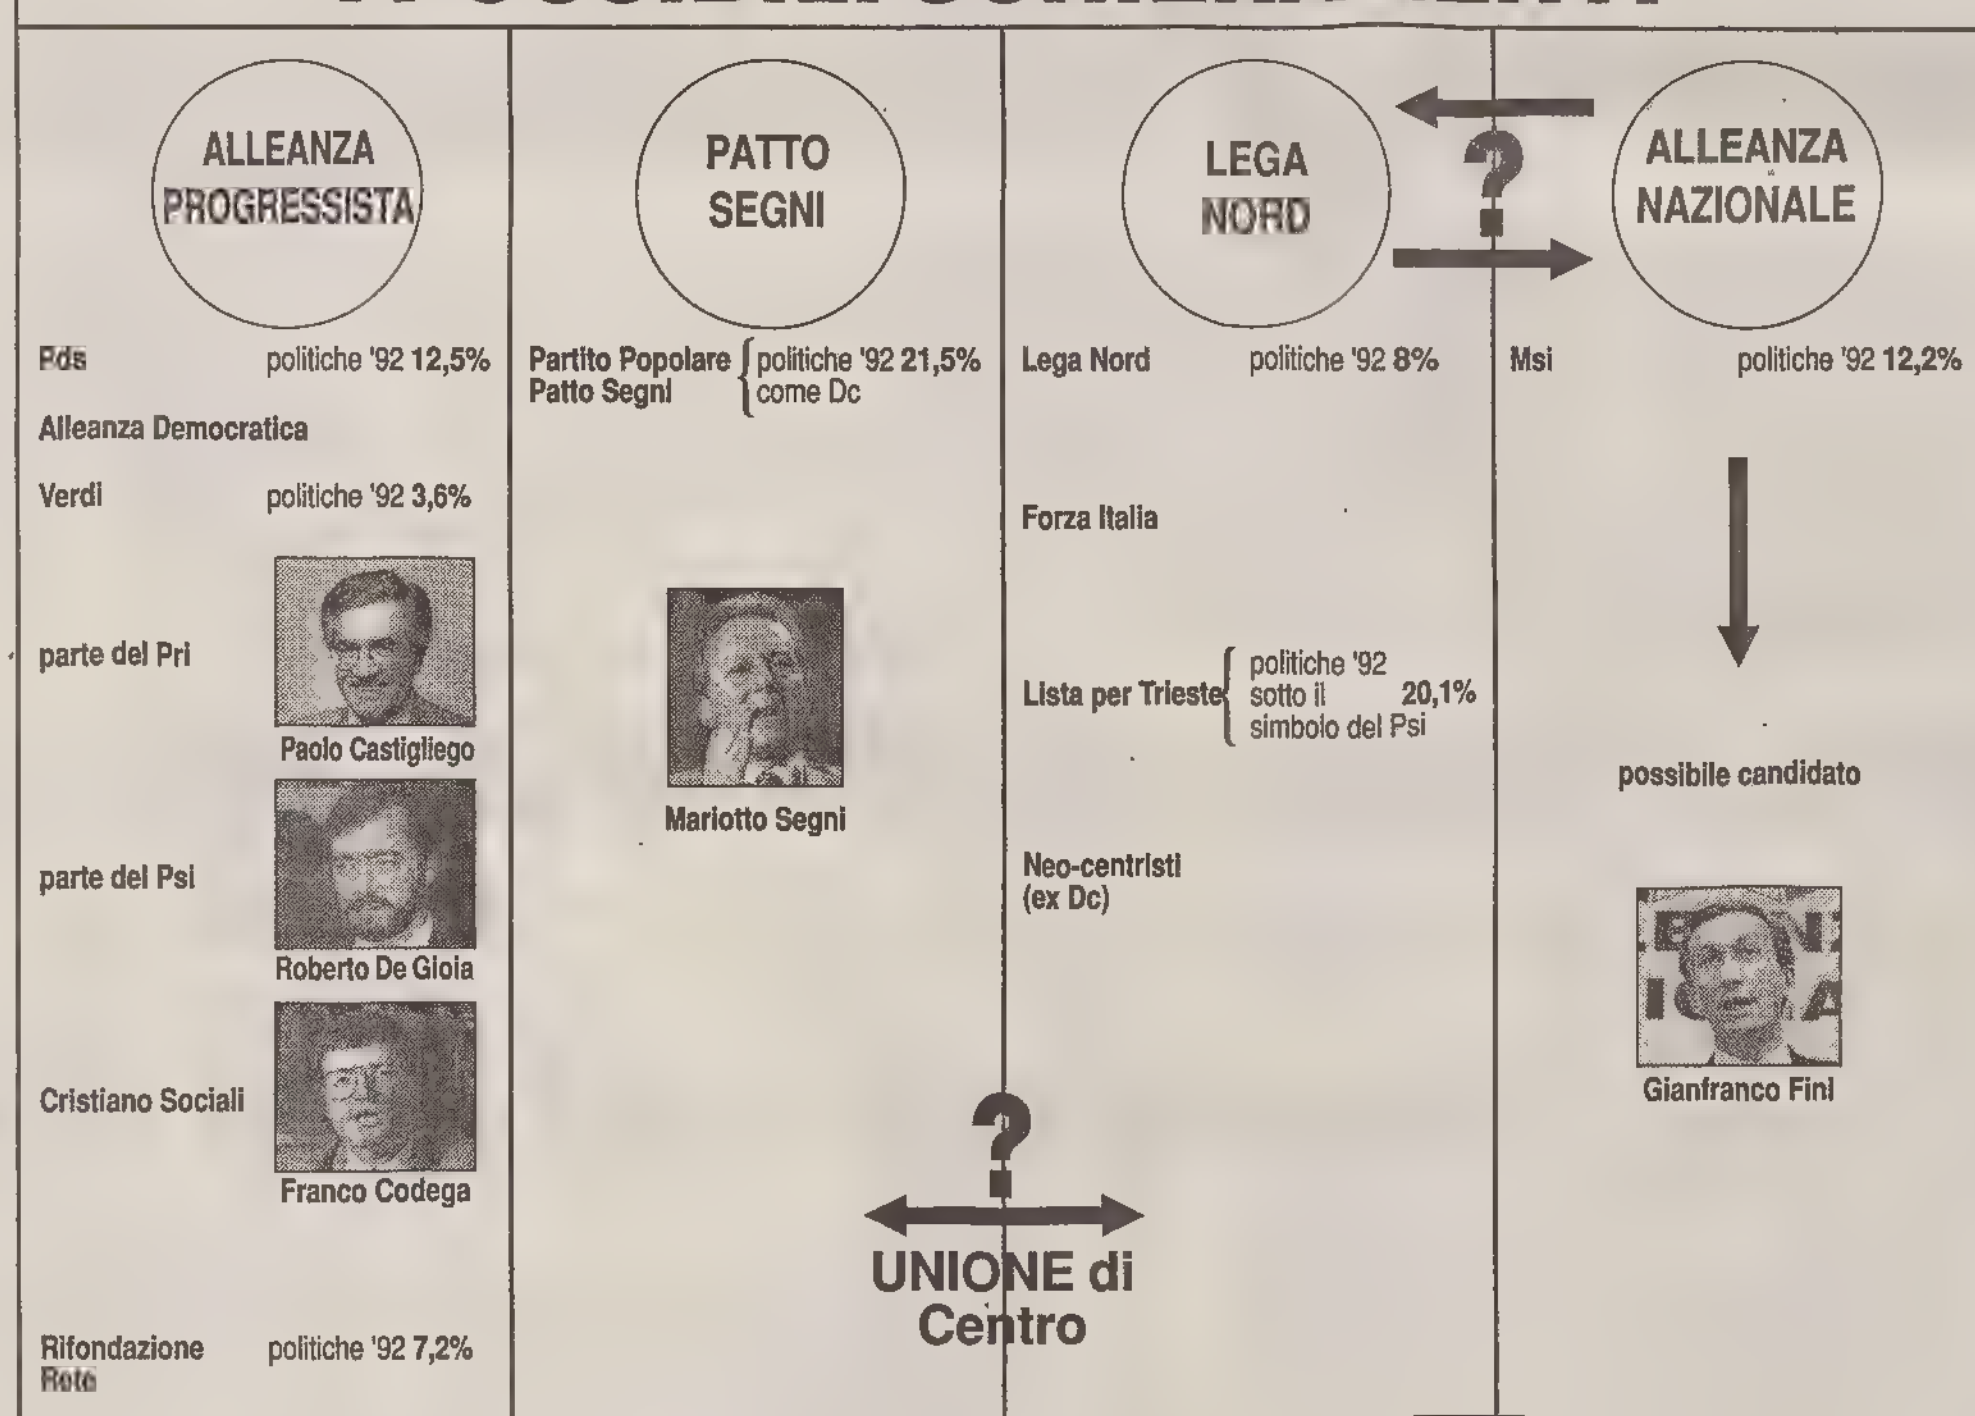 ALLEANZA
PROGRESSISTA
Pds politiche '92 12,5%
Alleanza Democratica
Verdi politiche '92 3,6%
parte del Pri
Paolo Castigliego
parte del Psi
Roberto De Gioia
Cristiano Sociali
Franco Codega
Rifondazione politiche '92 7,2%
Rete
PATTO
SEGNI
Partito Popolare { politiche '92 21,5%
Patto Segni come Dc
Mariotto Segni
?
UNIONE di
Centro
LEGA
NORD
?
Lega Nord politiche '92 8%
Forza Italia
politiche '92
Lista per Trieste { sotto il 20,1%
simbolo del Psi
Neo-centristi
(ex Dc)
ALLEANZA
NAZIONALE
Msi politiche '92 12,2%
possibile candidato
Gianfranco Fini